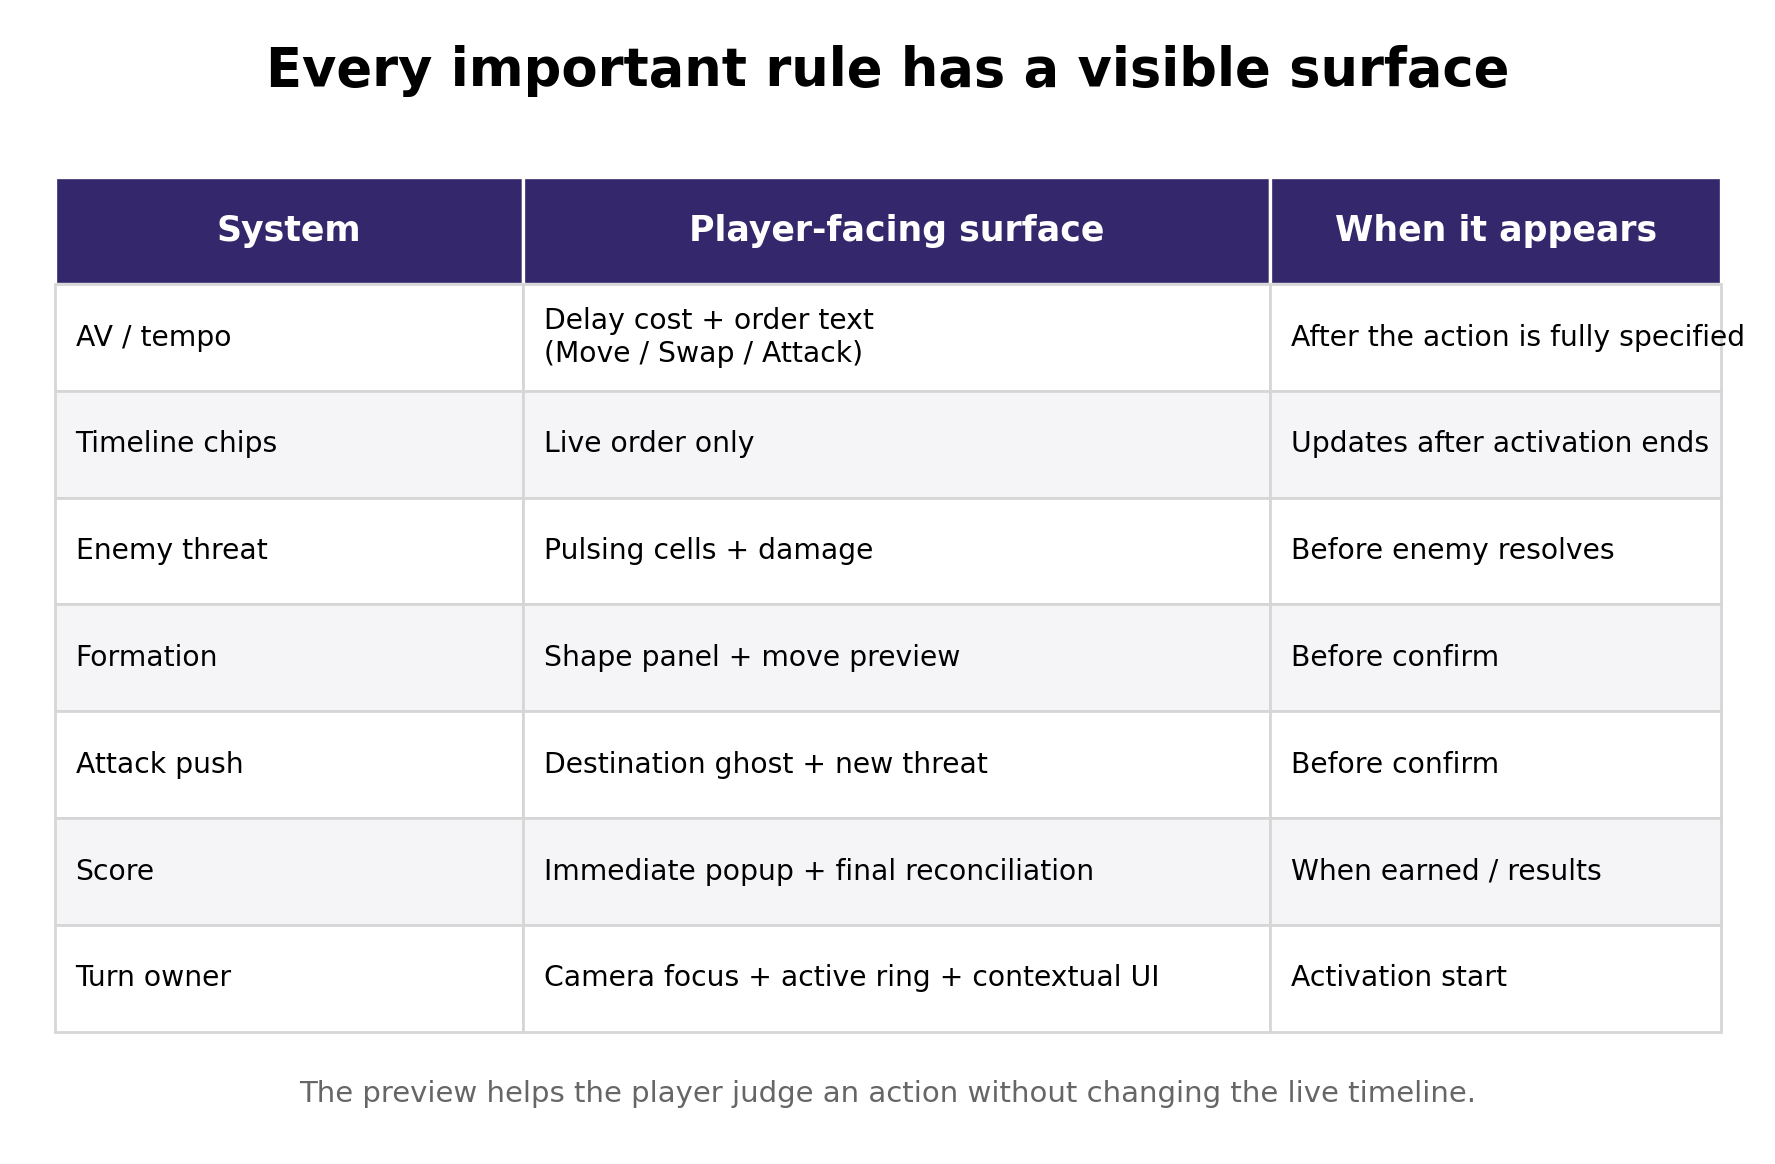 Every important rule has a visible surface
System
Player-facing surface
When it appears
AV / tempo
Delay cost + order text
(Move / Swap / Attack)
After the action is fully specified
Timeline chips
Live order only
Updates after activation ends
Enemy threat
Pulsing cells + damage
Before enemy resolves
Formation
Shape panel + move preview
Before confirm
Attack push
Destination ghost + new threat
Before confirm
Score
Immediate popup + final reconciliation
When earned / results
Turn owner
Camera focus + active ring + contextual UI
Activation start
The preview helps the player judge an action without changing the live timeline.